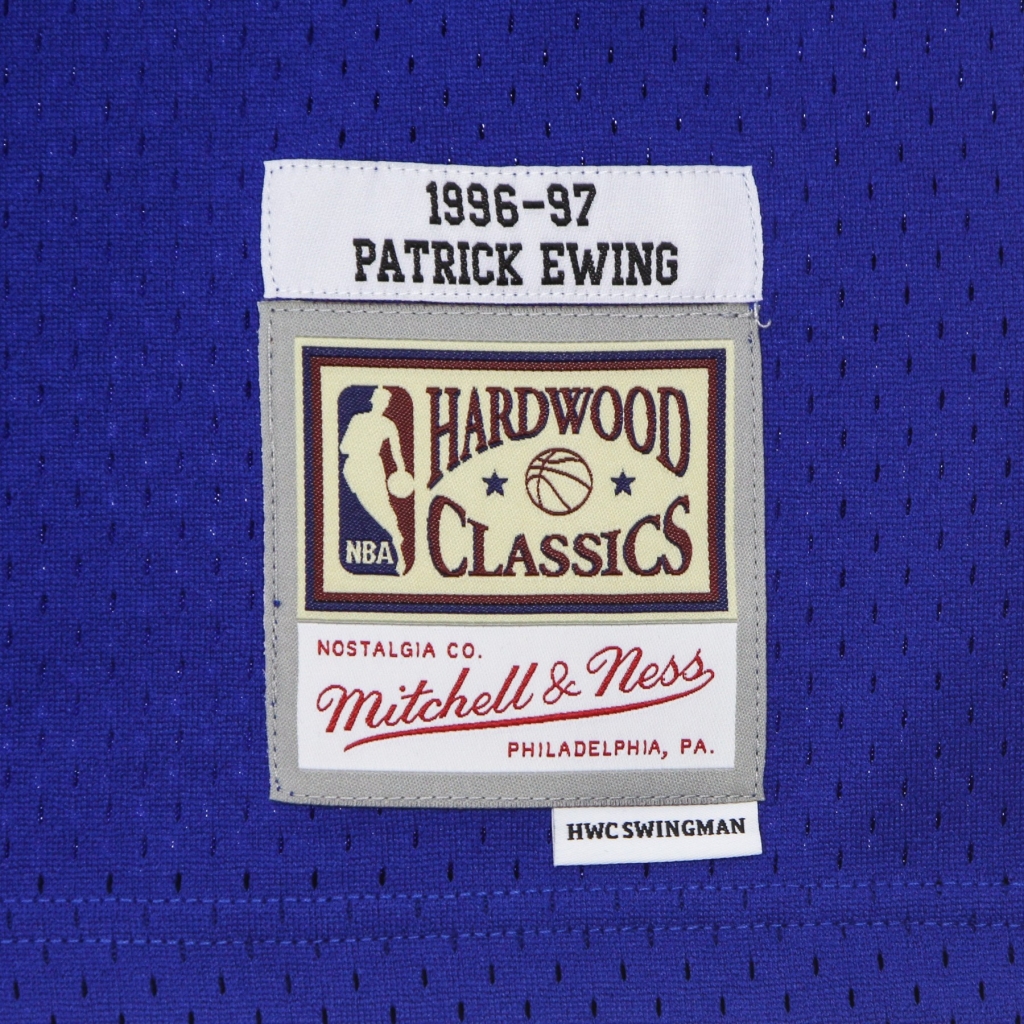 1996-97
PATRICK EWING
HARDWOOD
CLASSICS
NBA
NOSTALGIA CO.
Mitchell & Ness
PHILADELPHIA, PA.
HWC SWINGMAN